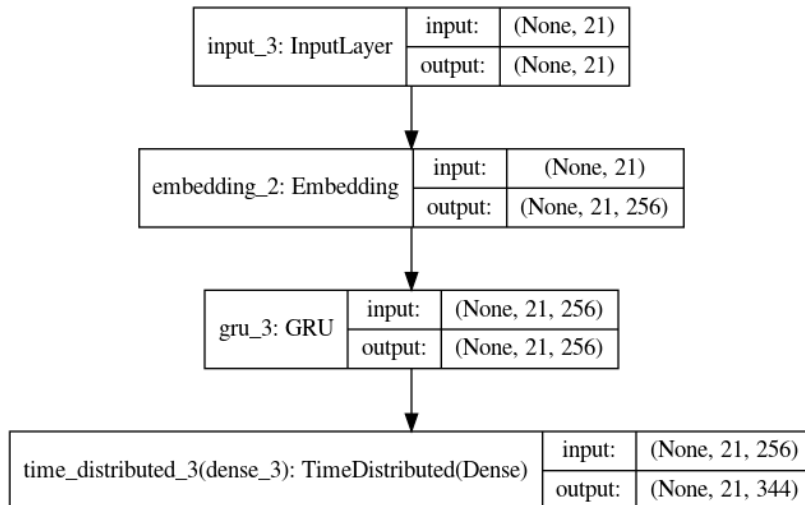 input_3: InputLayer input: (None, 21)
output: (None, 21)
embedding_2: Embedding input: (None, 21)
output: (None, 21, 256)
gru_3: GRU input: (None, 21, 256)
output: (None, 21, 256)
time_distributed_3(dense_3): TimeDistributed(Dense) input: (None, 21, 256)
output: (None, 21, 344)